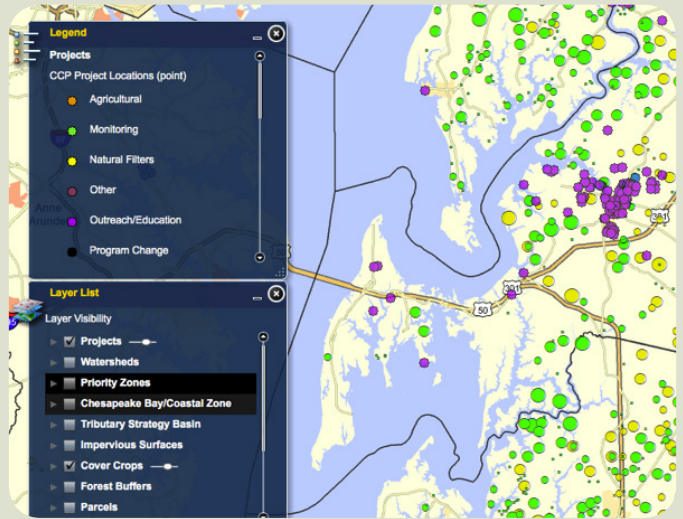 Legend
Projects
CCP Project Locations (point)
Agricultural
Monitoring
Natural Filters
Other
Outreach/Education
Program Change
Anne
Arunde
301
50
301
Layer List
Layer Visibility
Projects
Watersheds
Priority Zones
Chesapeake Bay/Coastal Zone
Tributary Strategy Basin
Impervious Surfaces
Cover Crops
Forest Buffers
Parcels